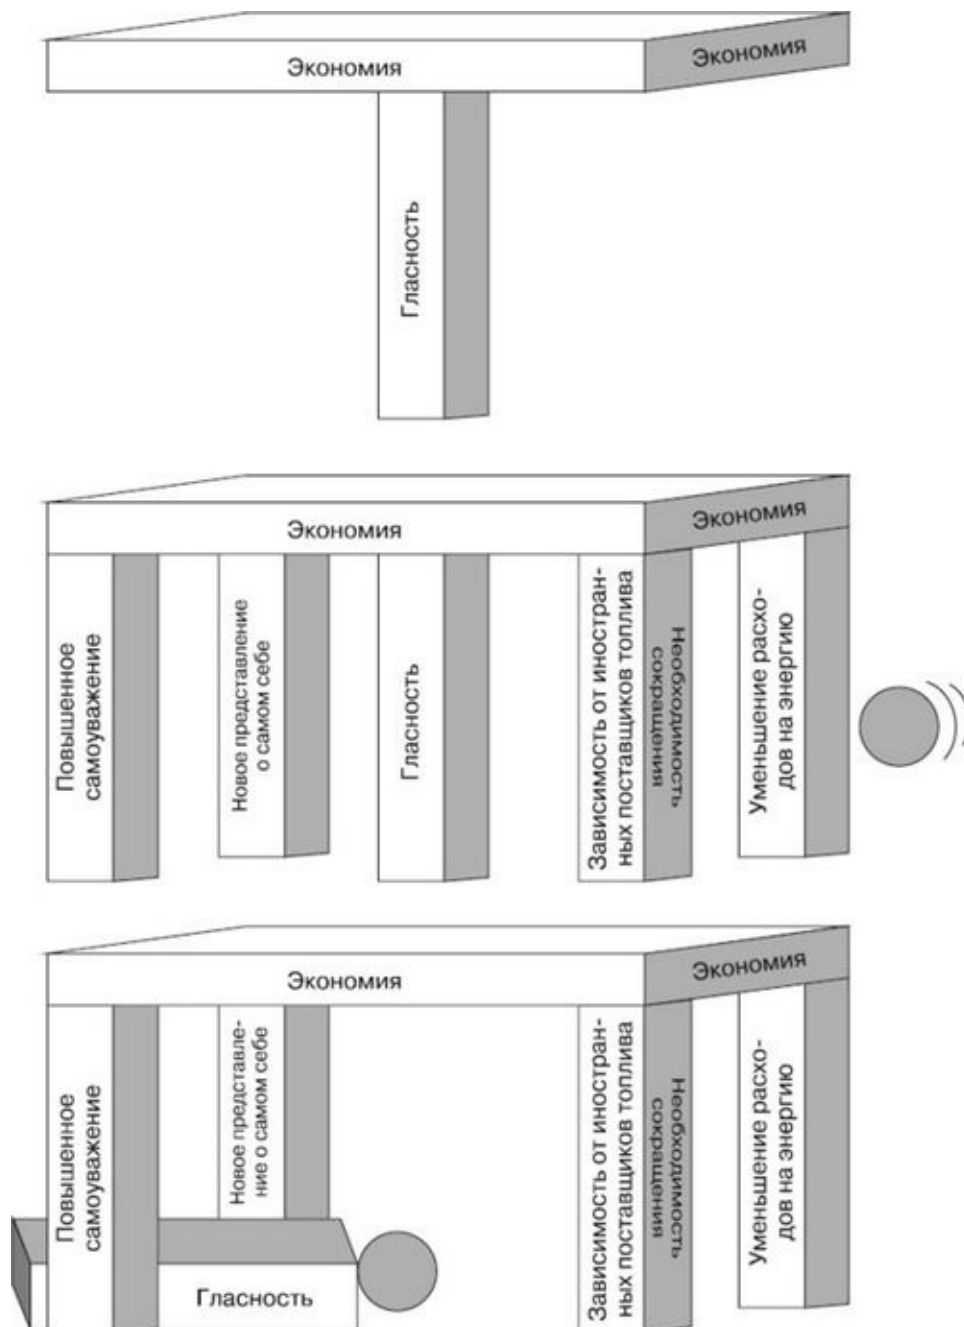 Экономия
Экономия
Гласность
Экономия
Экономия
Повышенное
самоуважение
Новое представление
о самом себе
Гласность
Зависимость от иностран-
ных поставщиков топлива
Необходимость
сокращения
Уменьшение расхо-
дов на энергию
Экономия
Экономия
Повышенное
самоуважение
Новое представле-
ние о самом себе
Гласность
Зависимость от иностран-
ных поставщиков топлива
Необходимость
сокращения
Уменьшение расхо-
дов на энергию